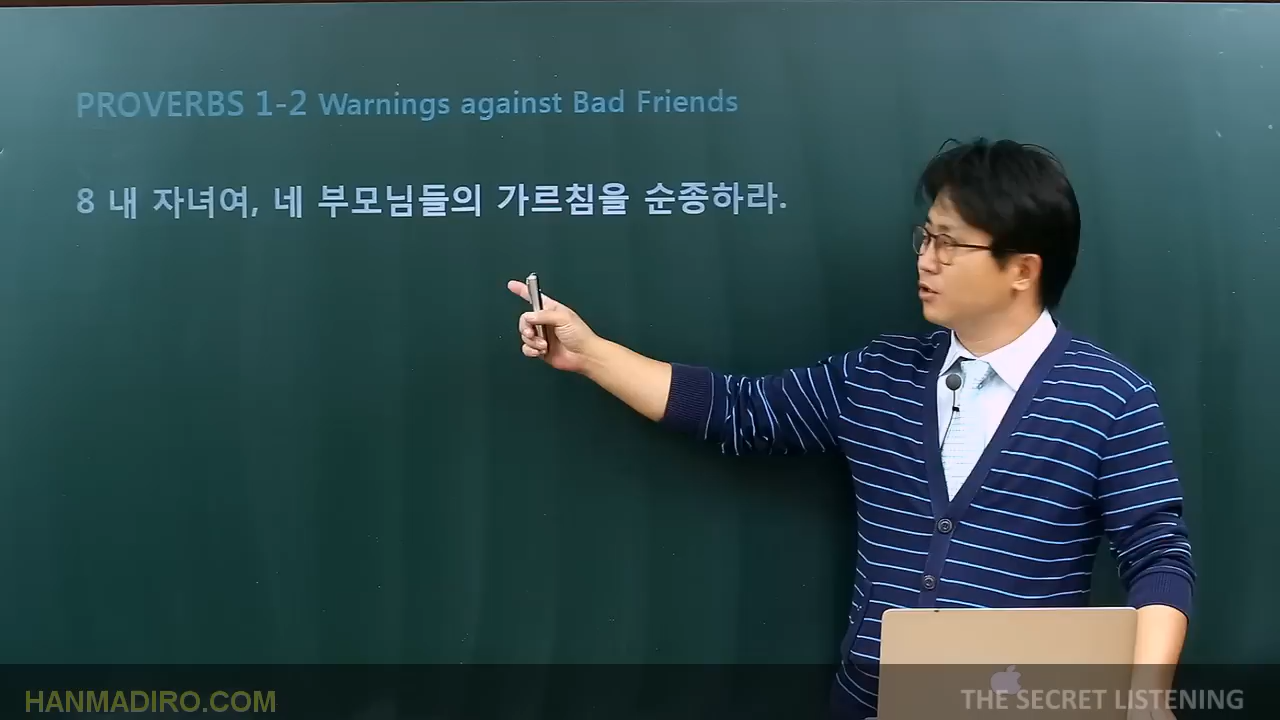 PROVERBS 1-2 Warnings against Bad Friends
8 내 자녀여, 네 부모님들의 가르침을 순종하라.
HANMADIRO.COM
THE SECRET LISTENING